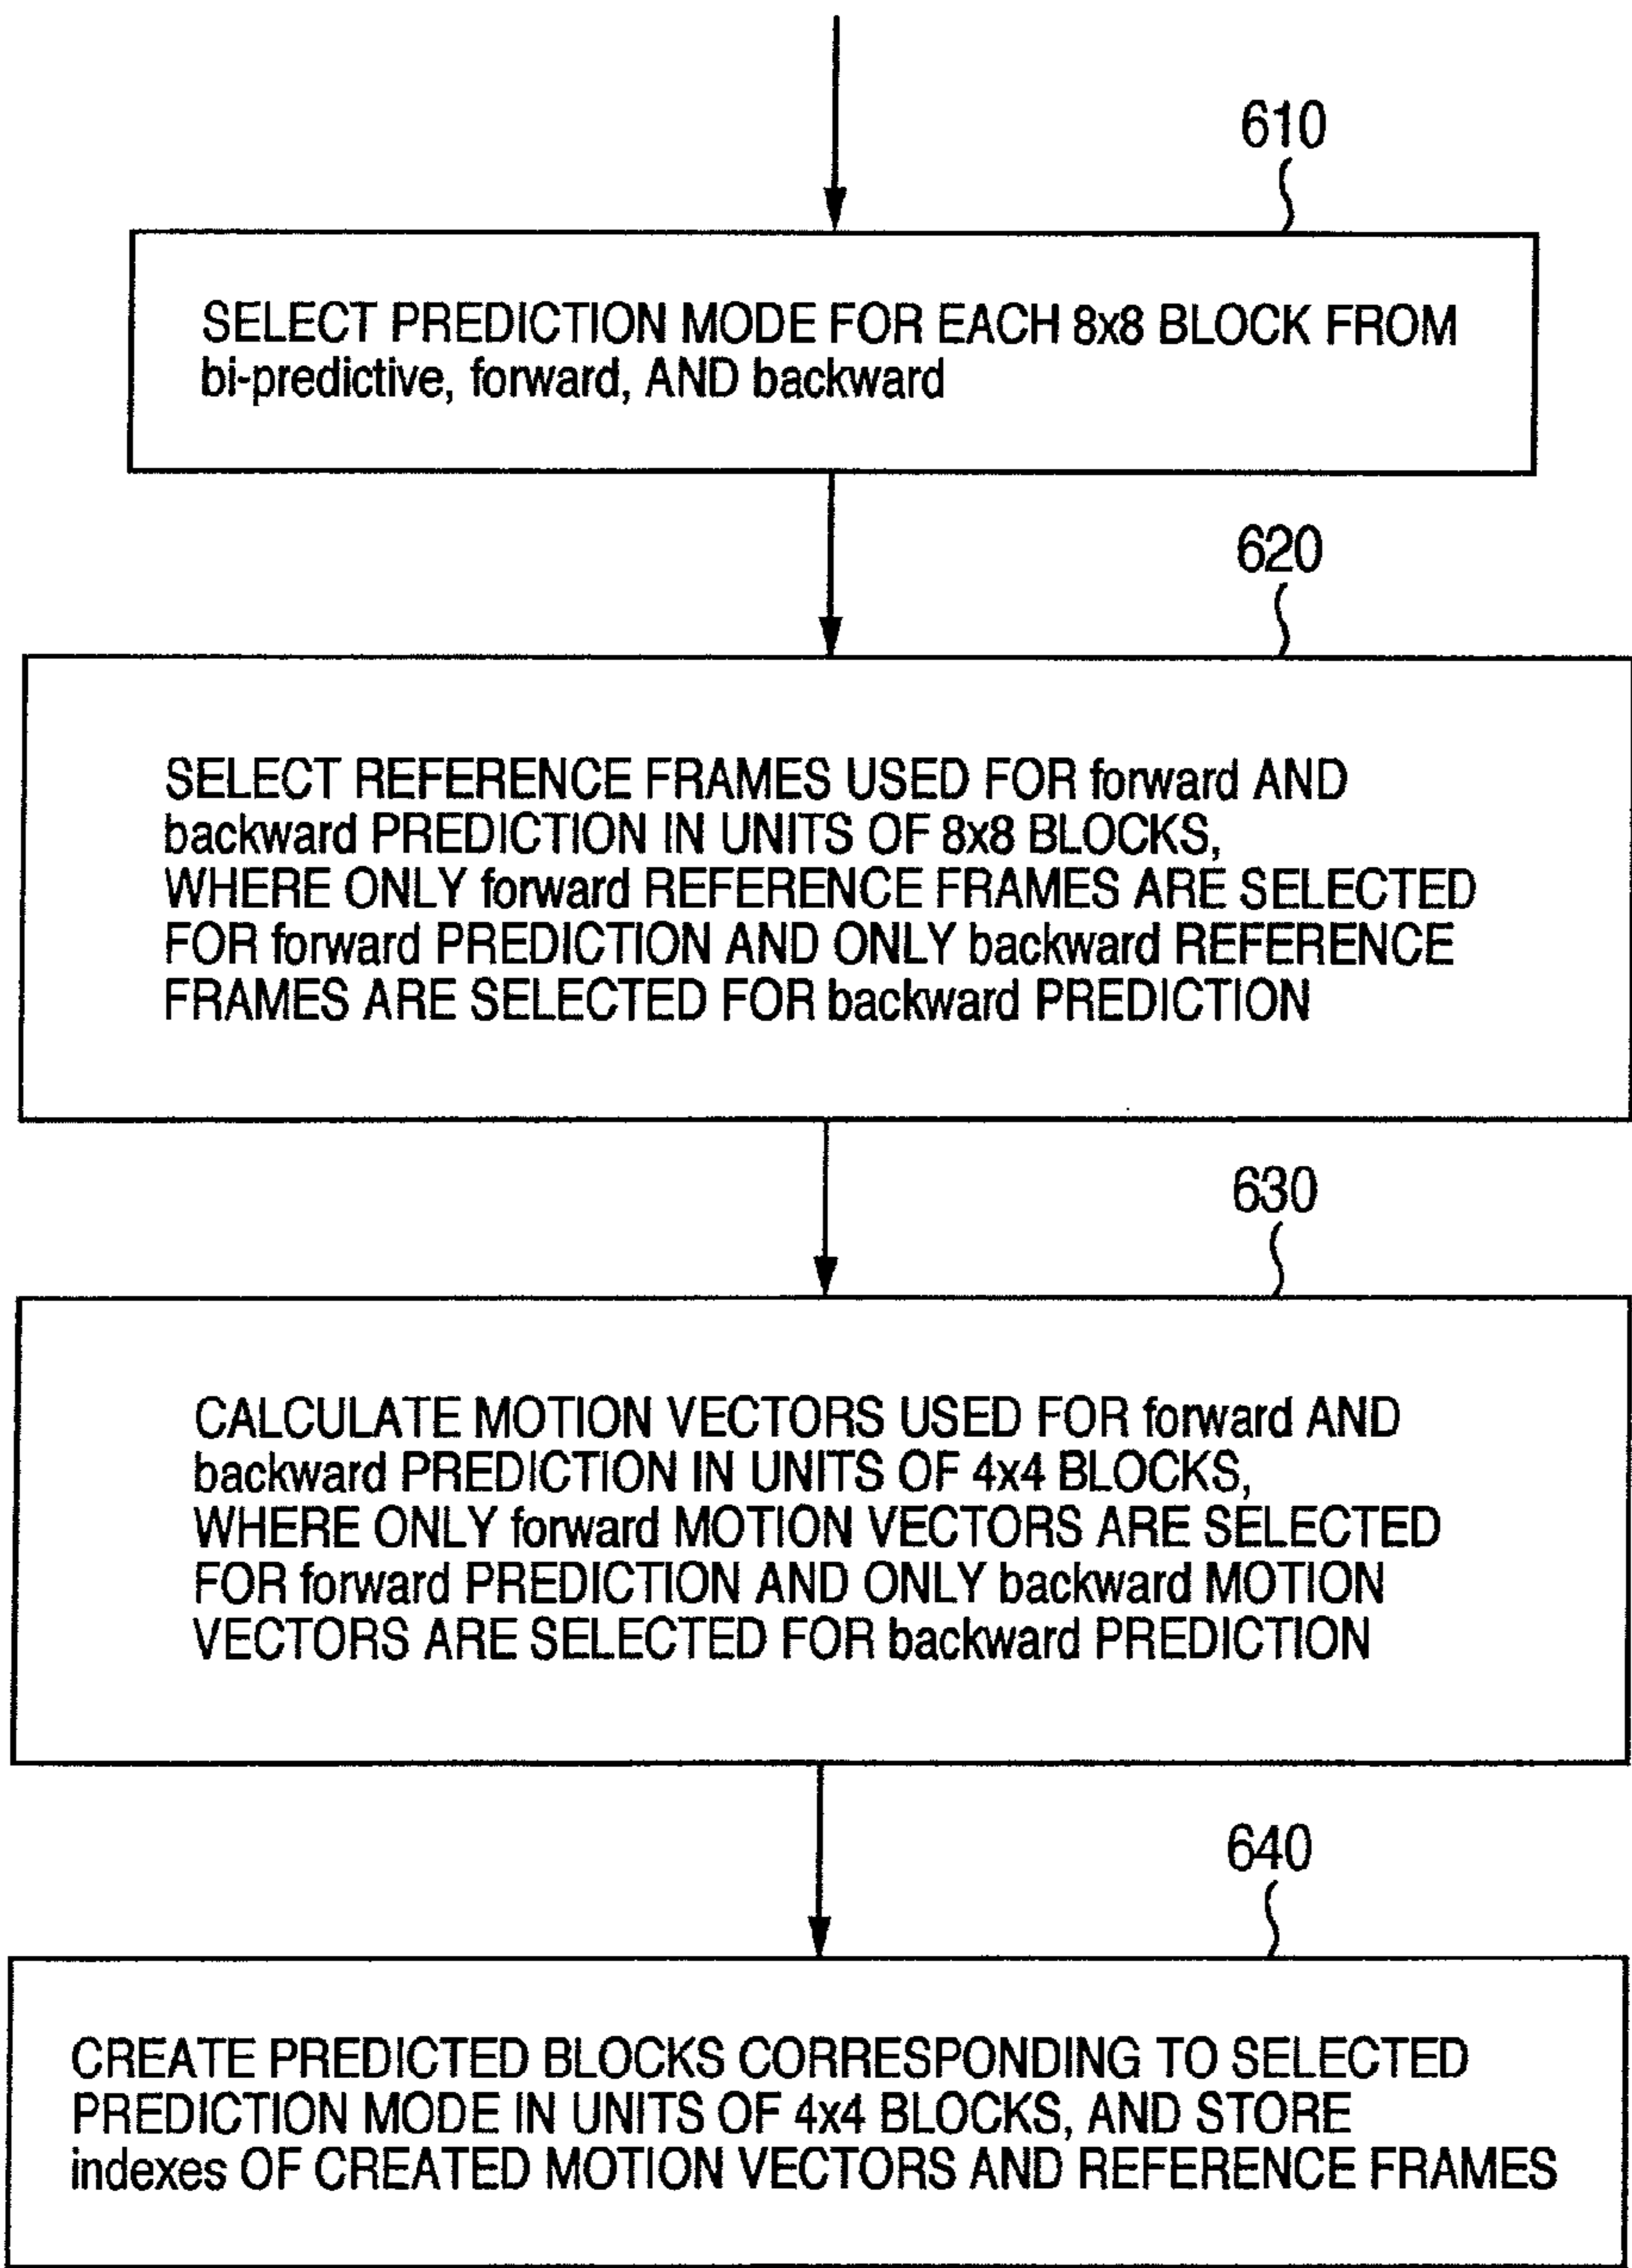 610
SELECT PREDICTION MODE FOR EACH 8x8 BLOCK FROM
bi-predictive, forward, AND backward
620
SELECT REFERENCE FRAMES USED FOR forward AND
backward PREDICTION IN UNITS OF 8x8 BLOCKS,
WHERE ONLY forward REFERENCE FRAMES ARE SELECTED
FOR forward PREDICTION AND ONLY backward REFERENCE
FRAMES ARE SELECTED FOR backward PREDICTION
630
CALCULATE MOTION VECTORS USED FOR forward AND
backward PREDICTION IN UNITS OF 4x4 BLOCKS,
WHERE ONLY forward MOTION VECTORS ARE SELECTED
FOR forward PREDICTION AND ONLY backward MOTION
VECTORS ARE SELECTED FOR backward PREDICTION
640
CREATE PREDICTED BLOCKS CORRESPONDING TO SELECTED
PREDICTION MODE IN UNITS OF 4x4 BLOCKS, AND STORE
indexes OF CREATED MOTION VECTORS AND REFERENCE FRAMES